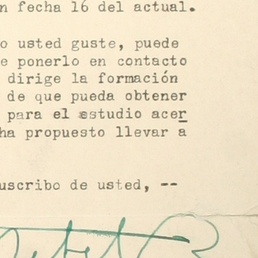 n fecha 16 del actual.
o usted guste, puede
e ponerlo en contacto
dirige la formación
de que pueda obtener
para el estudio acer
ha propuesto llevar a
uscribo de usted, --